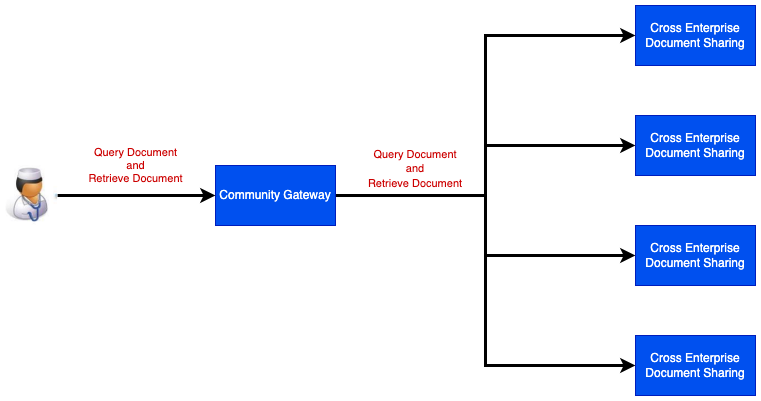 Query Document
and
Retrieve Document
Community Gateway
Query Document
and
Retrieve Document
Cross Enterprise
Document Sharing
Cross Enterprise
Document Sharing
Cross Enterprise
Document Sharing
Cross Enterprise
Document Sharing